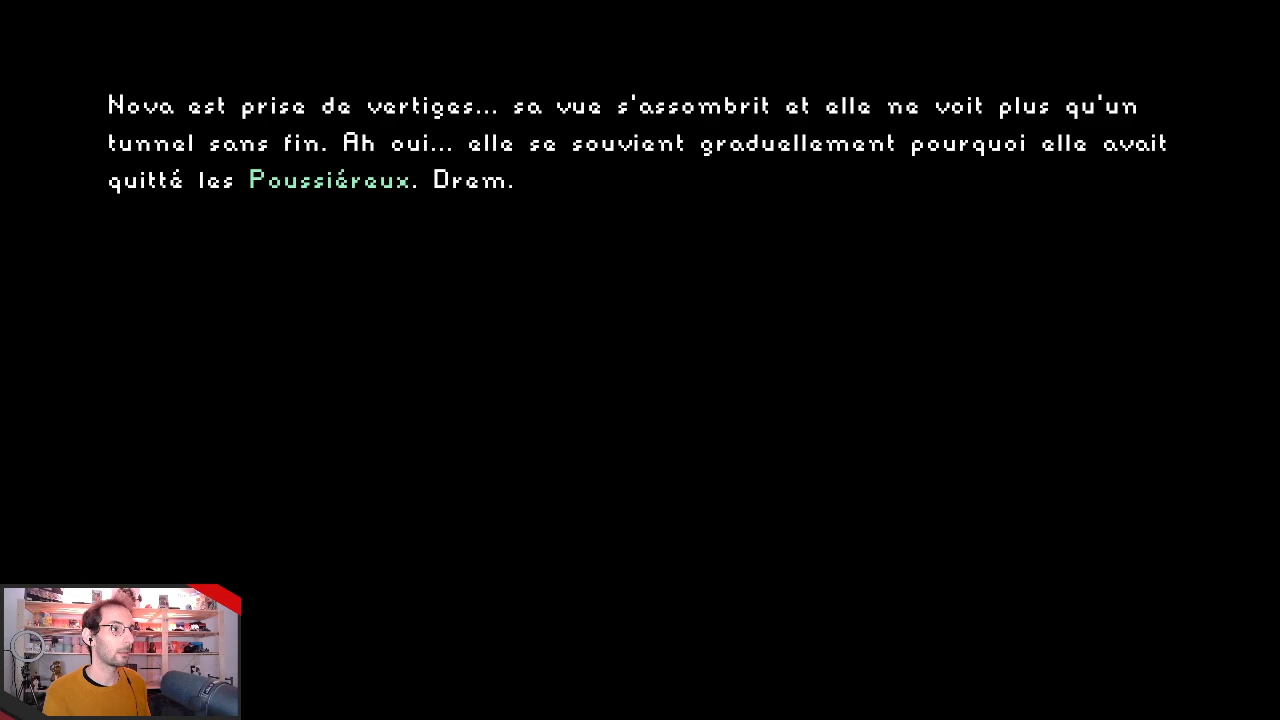 Nova est prise de vertiges... sa vue s'assombrit et elle ne voit plus qu'un
tunnel sans fin. Ah oui... elle se souvient graduellement pourquoi elle avait
quitté les Poussiéreux. Drem.